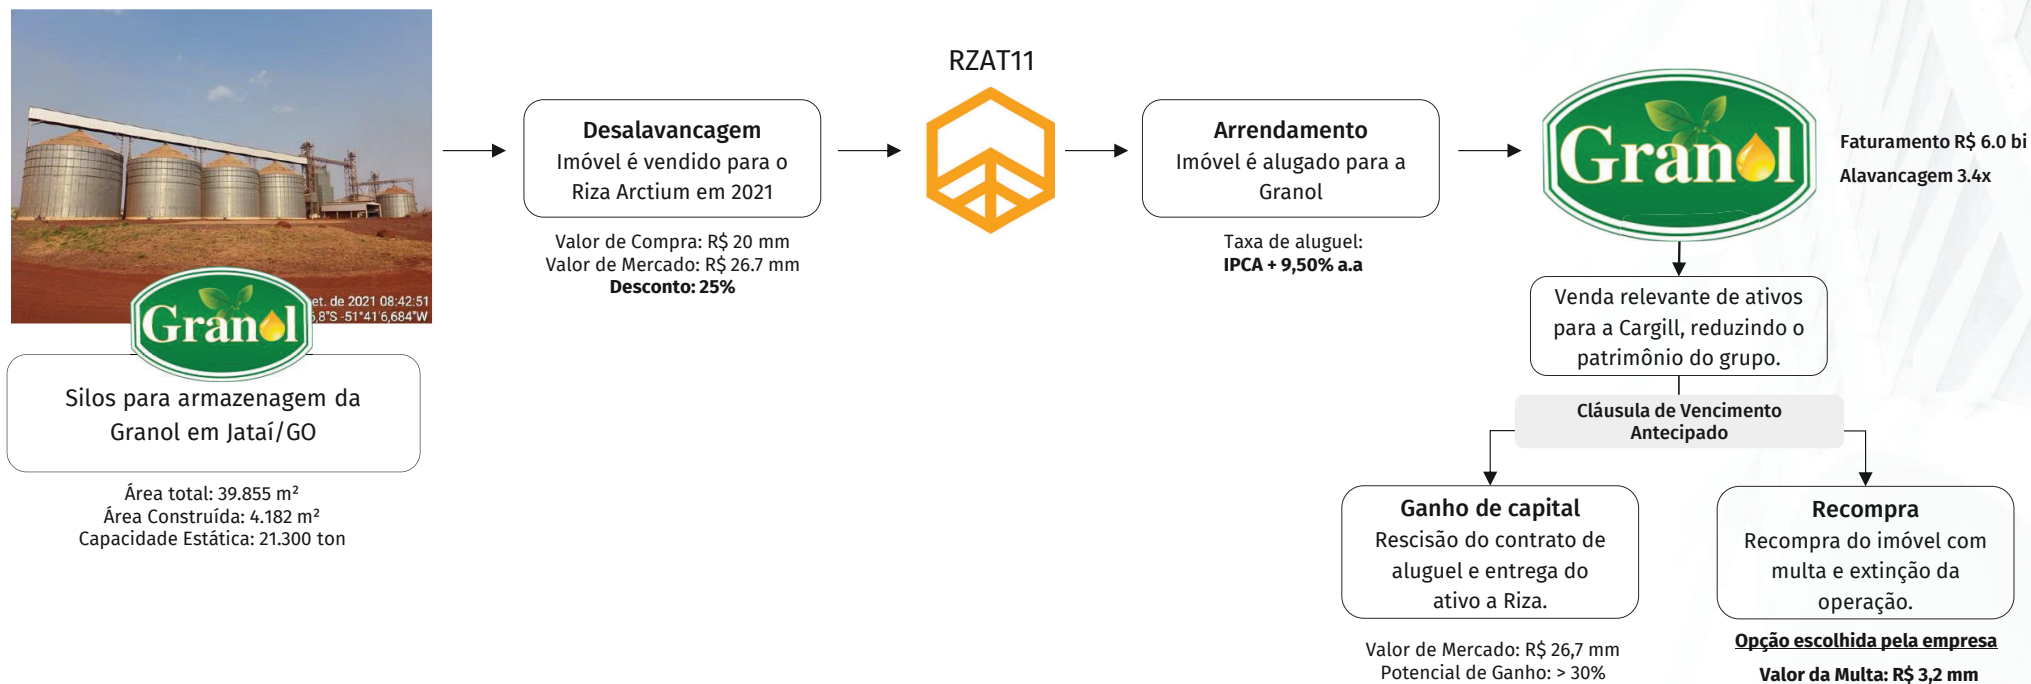 et. de 2021 08:42:51
6,8"S -51°41'6,684"W
Granol
Silos para armazenagem da
Granol em Jataí/GO
Área total: 39.855 m²
Área Construída: 4.182 m²
Capacidade Estática: 21.300 ton
Desalavancagem
Imóvel é vendido para o
Riza Arctium em 2021
Valor de Compra: R$ 20 mm
Valor de Mercado: R$ 26.7 mm
Desconto: 25%
RZAT11
Arrendamento
Imóvel é alugado para a
Granol
Taxa de aluguel:
IPCA + 9,50% a.a
Granol
Faturamento R$ 6.0 bi
Alavancagem 3.4x
Venda relevante de ativos
para a Cargill, reduzindo o
patrimônio do grupo.
Cláusula de Vencimento
Antecipado
Ganho de capital
Rescisão do contrato de
aluguel e entrega do
ativo a Riza.
Valor de Mercado: R$ 26,7 mm
Potencial de Ganho: > 30%
Recompra
Recompra do imóvel com
multa e extinção da
operação.
Opção escolhida pela empresa
Valor da Multa: R$ 3,2 mm